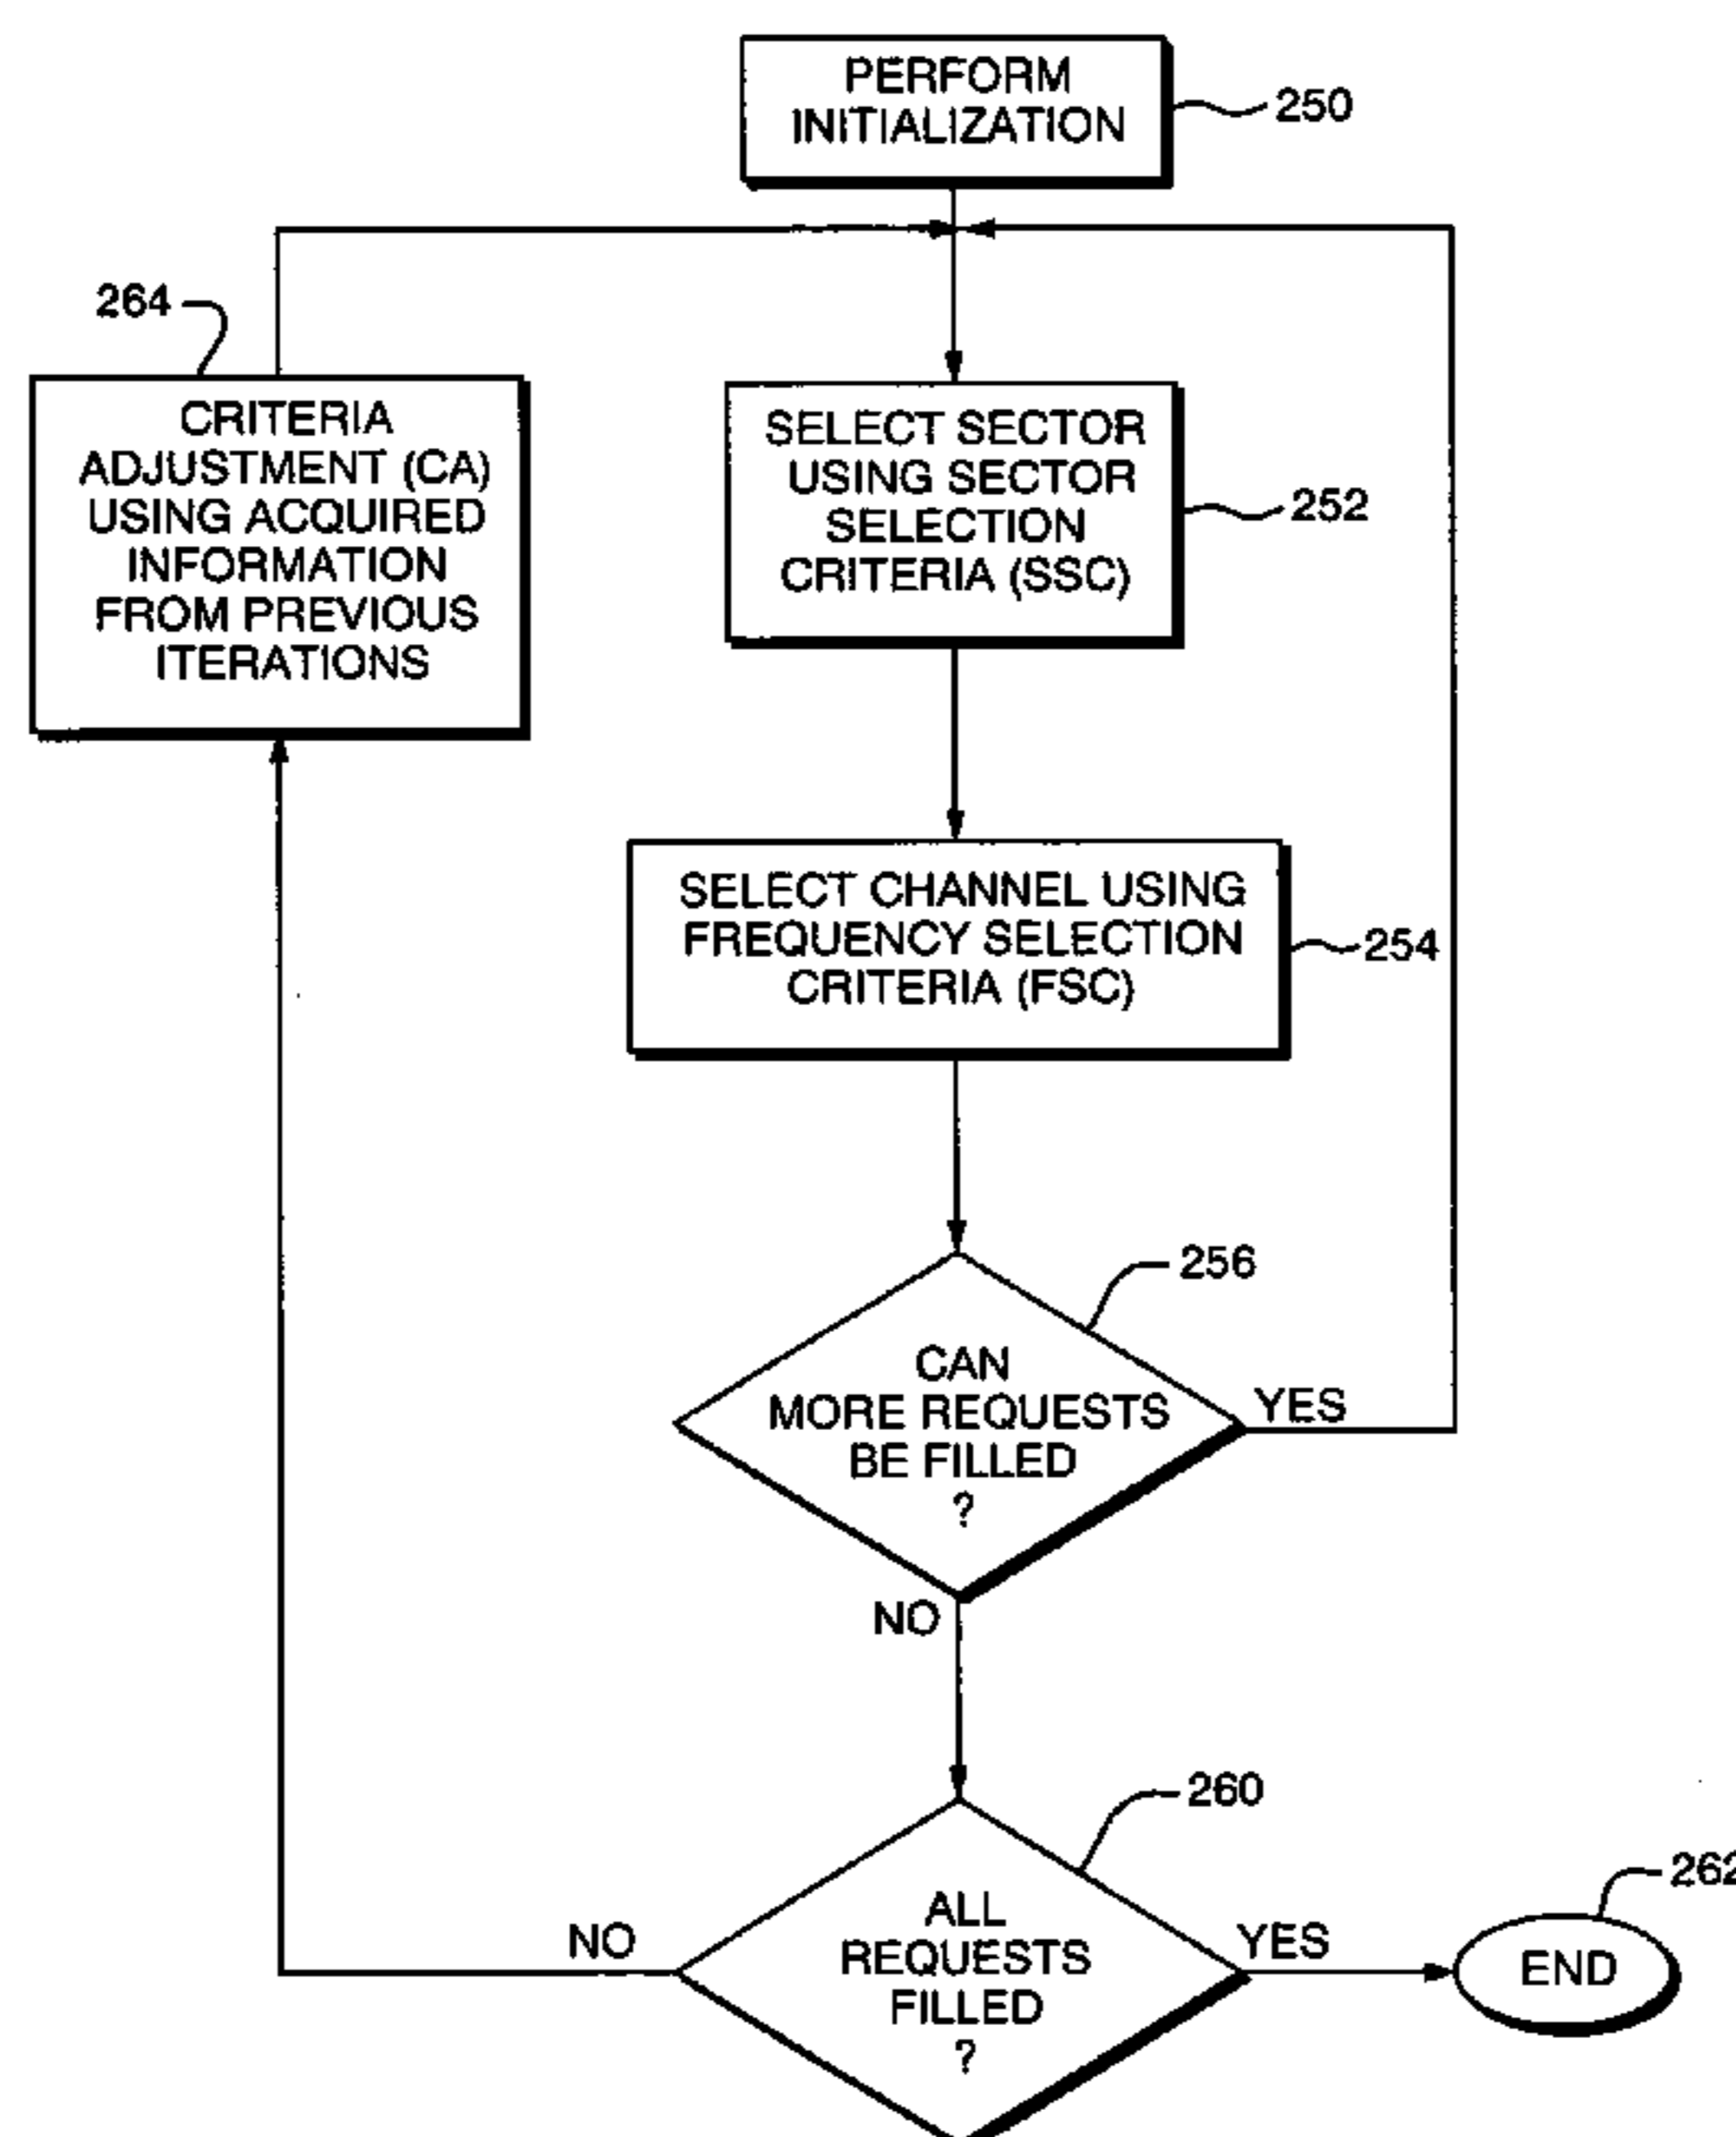 PERFORM
INITIALIZATION
250
264
CRITERIA
ADJUSTMENT (CA)
USING ACQUIRED
INFORMATION
FROM PREVIOUS
ITERATIONS
SELECT SECTOR
USING SECTOR
SELECTION
CRITERIA (SSC)
252
SELECT CHANNEL USING
FREQUENCY SELECTION
CRITERIA (FSC)
254
256
CAN
MORE REQUESTS
BE FILLED
?
YES
NO
260
262
ALL
REQUESTS
FILLED
?
NO
YES
END